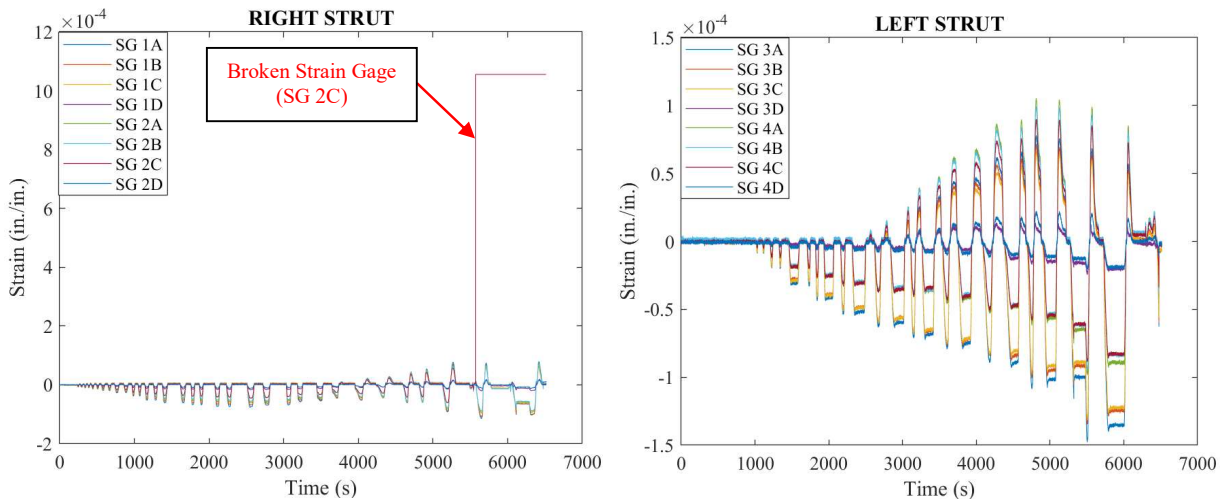 RIGHT STRUT
×10⁻⁴
12
10
8
6
4
2
0
-2
Strain (in./in.)
SG 1A
SG 1B
SG 1C
SG 1D
SG 2A
SG 2B
SG 2C
SG 2D
Broken Strain Gage
(SG 2C)
0 1000 2000 3000 4000 5000 6000 7000
Time (s)
LEFT STRUT
×10⁻⁴
1.5
1
0.5
0
-0.5
-1
-1.5
Strain (in./in.)
SG 3A
SG 3B
SG 3C
SG 3D
SG 4A
SG 4B
SG 4C
SG 4D
0 1000 2000 3000 4000 5000 6000 7000
Time (s)